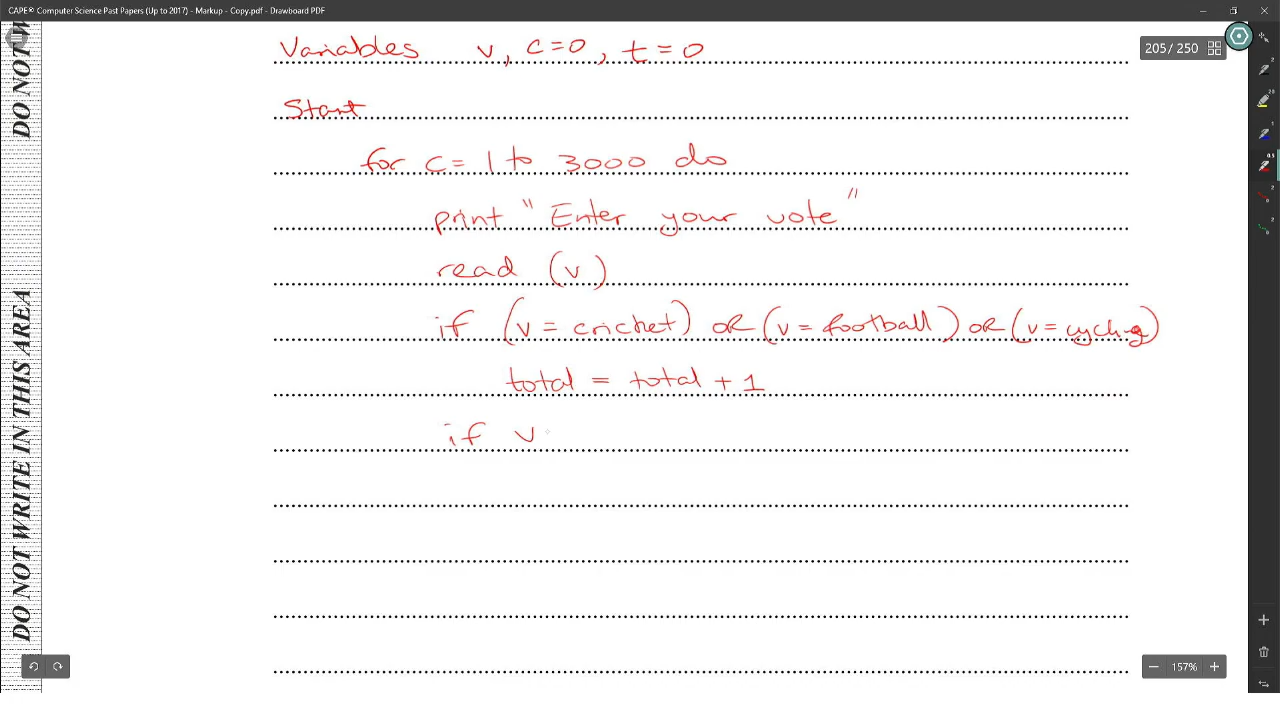 CAPE® Computer Science Past Papers (Up to 2017) - Markup - Copy.pdf - Drawboard PDF
205 / 250
DO NOT W
DO NOT WRITE IN THIS AREA
Variables v, c=0, t=0
Start
for c= 1 to 3000 do
print "Enter your vote"
read (v)
if (v = cricket) OR (v = football) OR (v = cycling)
total = total + 1
if v
157%